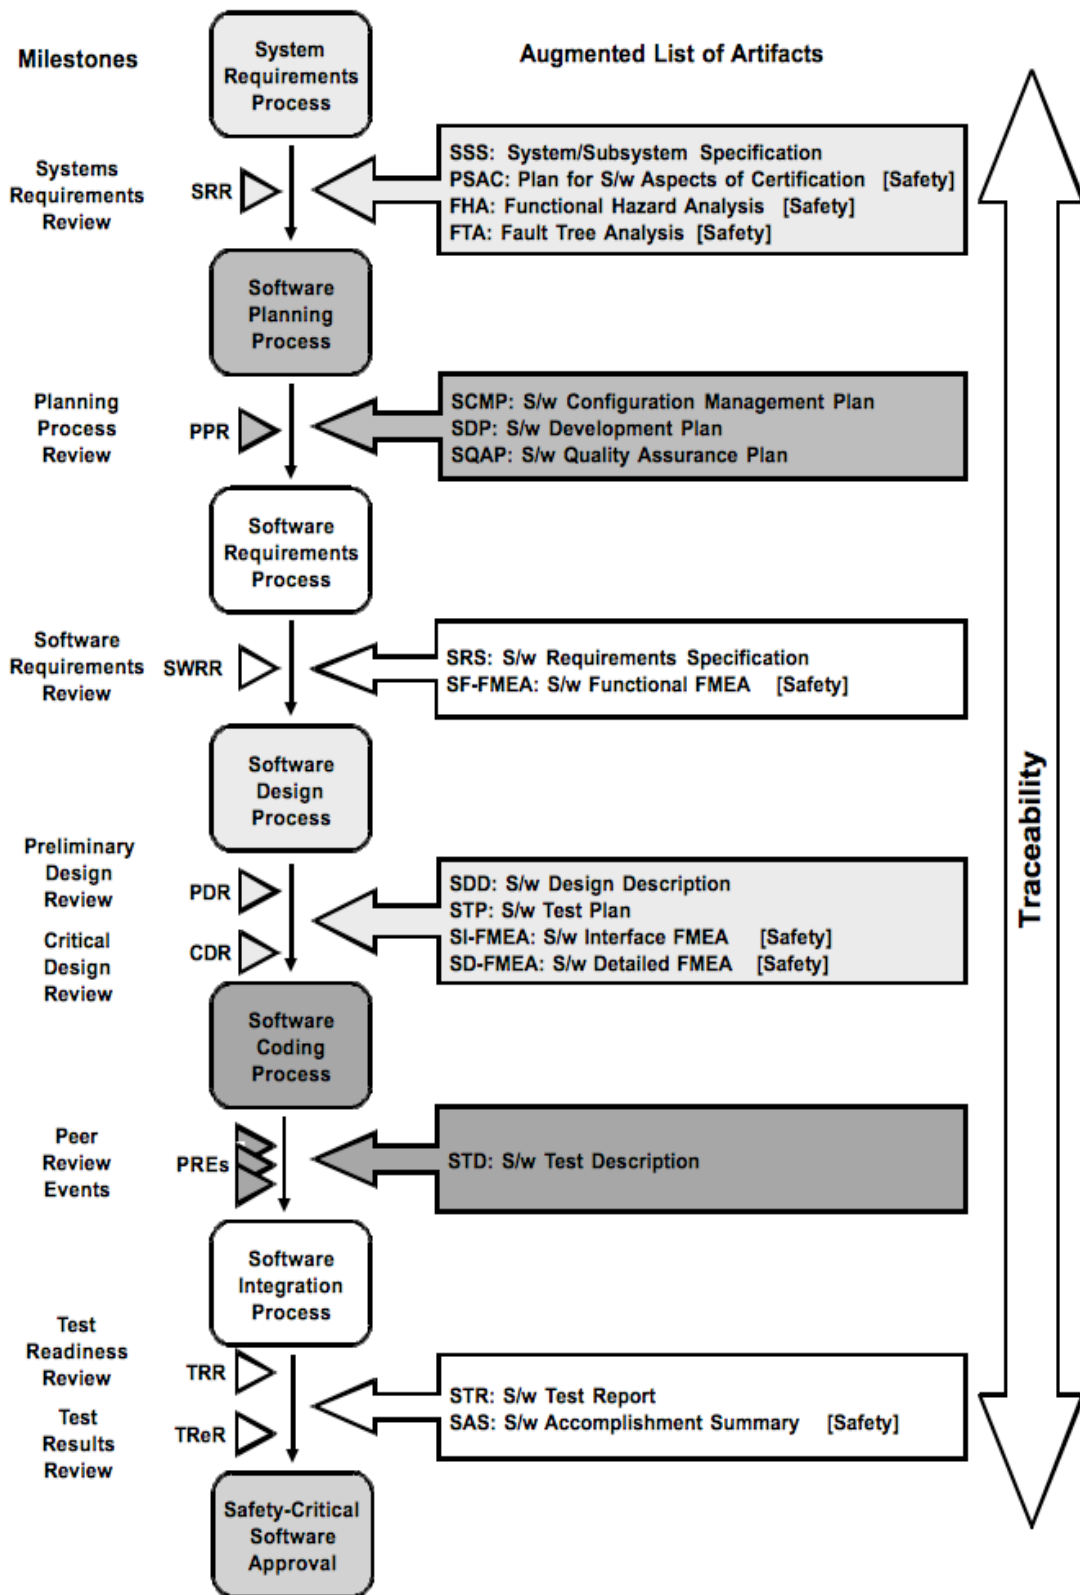 Milestones
System
Requirements
Process
Augmented List of Artifacts
Systems
Requirements
Review
SRR
SSS: System/Subsystem Specification
PSAC: Plan for S/w Aspects of Certification [Safety]
FHA: Functional Hazard Analysis [Safety]
FTA: Fault Tree Analysis [Safety]
Software
Planning
Process
Planning
Process
Review
PPR
SCMP: S/w Configuration Management Plan
SDP: S/w Development Plan
SQAP: S/w Quality Assurance Plan
Software
Requirements
Process
Software
Requirements
Review
SWRR
SRS: S/w Requirements Specification
SF-FMEA: S/w Functional FMEA [Safety]
Software
Design
Process
Preliminary
Design
Review
PDR
Critical
Design
Review
CDR
SDD: S/w Design Description
STP: S/w Test Plan
SI-FMEA: S/w Interface FMEA [Safety]
SD-FMEA: S/w Detailed FMEA [Safety]
Software
Coding
Process
Peer
Review
Events
PREs
STD: S/w Test Description
Software
Integration
Process
Test
Readiness
Review
TRR
Test
Results
Review
TReR
STR: S/w Test Report
SAS: S/w Accomplishment Summary [Safety]
Safety-Critical
Software
Approval
Traceability